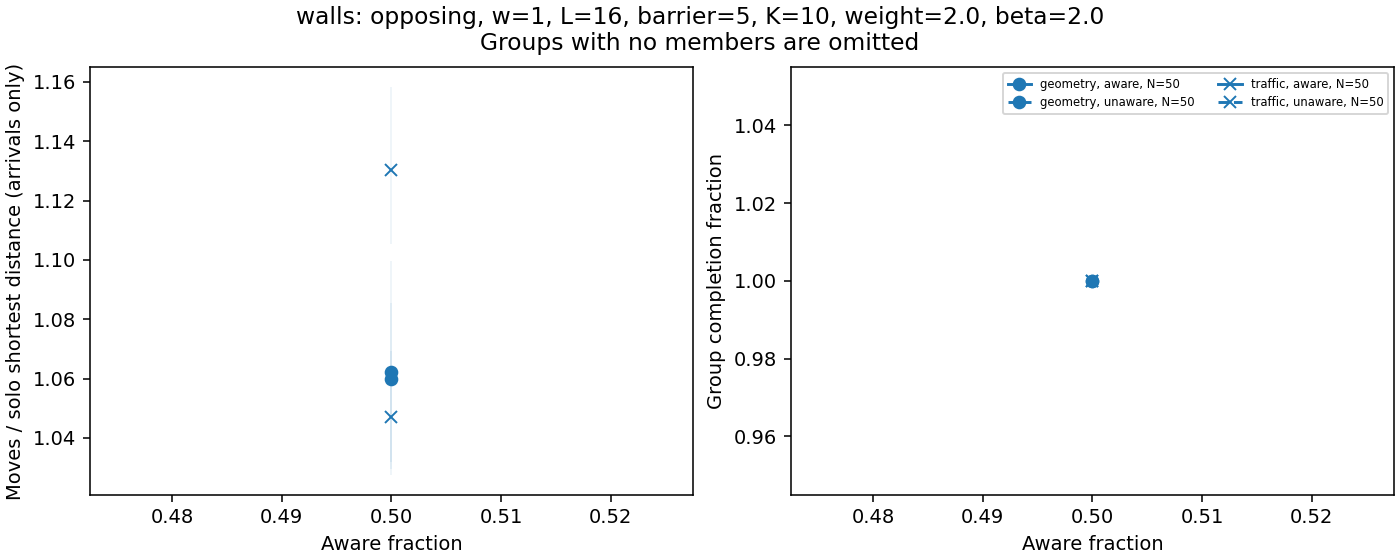 walls: opposing, w=1, L=16, barrier=5, K=10, weight=2.0, beta=2.0
Groups with no members are omitted
Moves / solo shortest distance (arrivals only)
1.16
1.14
1.12
1.10
1.08
1.06
1.04
0.48 0.49 0.50 0.51 0.52
Aware fraction
Group completion fraction
1.04
1.02
1.00
0.98
0.96
geometry, aware, N=50
geometry, unaware, N=50
traffic, aware, N=50
traffic, unaware, N=50
0.48 0.49 0.50 0.51 0.52
Aware fraction